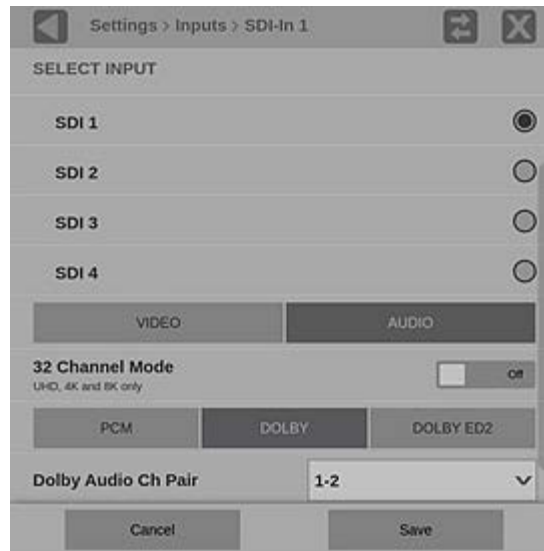 Settings > Inputs > SDI-In 1
SELECT INPUT
SDI 1
SDI 2
SDI 3
SDI 4
VIDEO AUDIO
32 Channel Mode
Off
UHD, 4K and 8K only
PCM DOLBY DOLBY ED2
Dolby Audio Ch Pair 1-2
Cancel Save